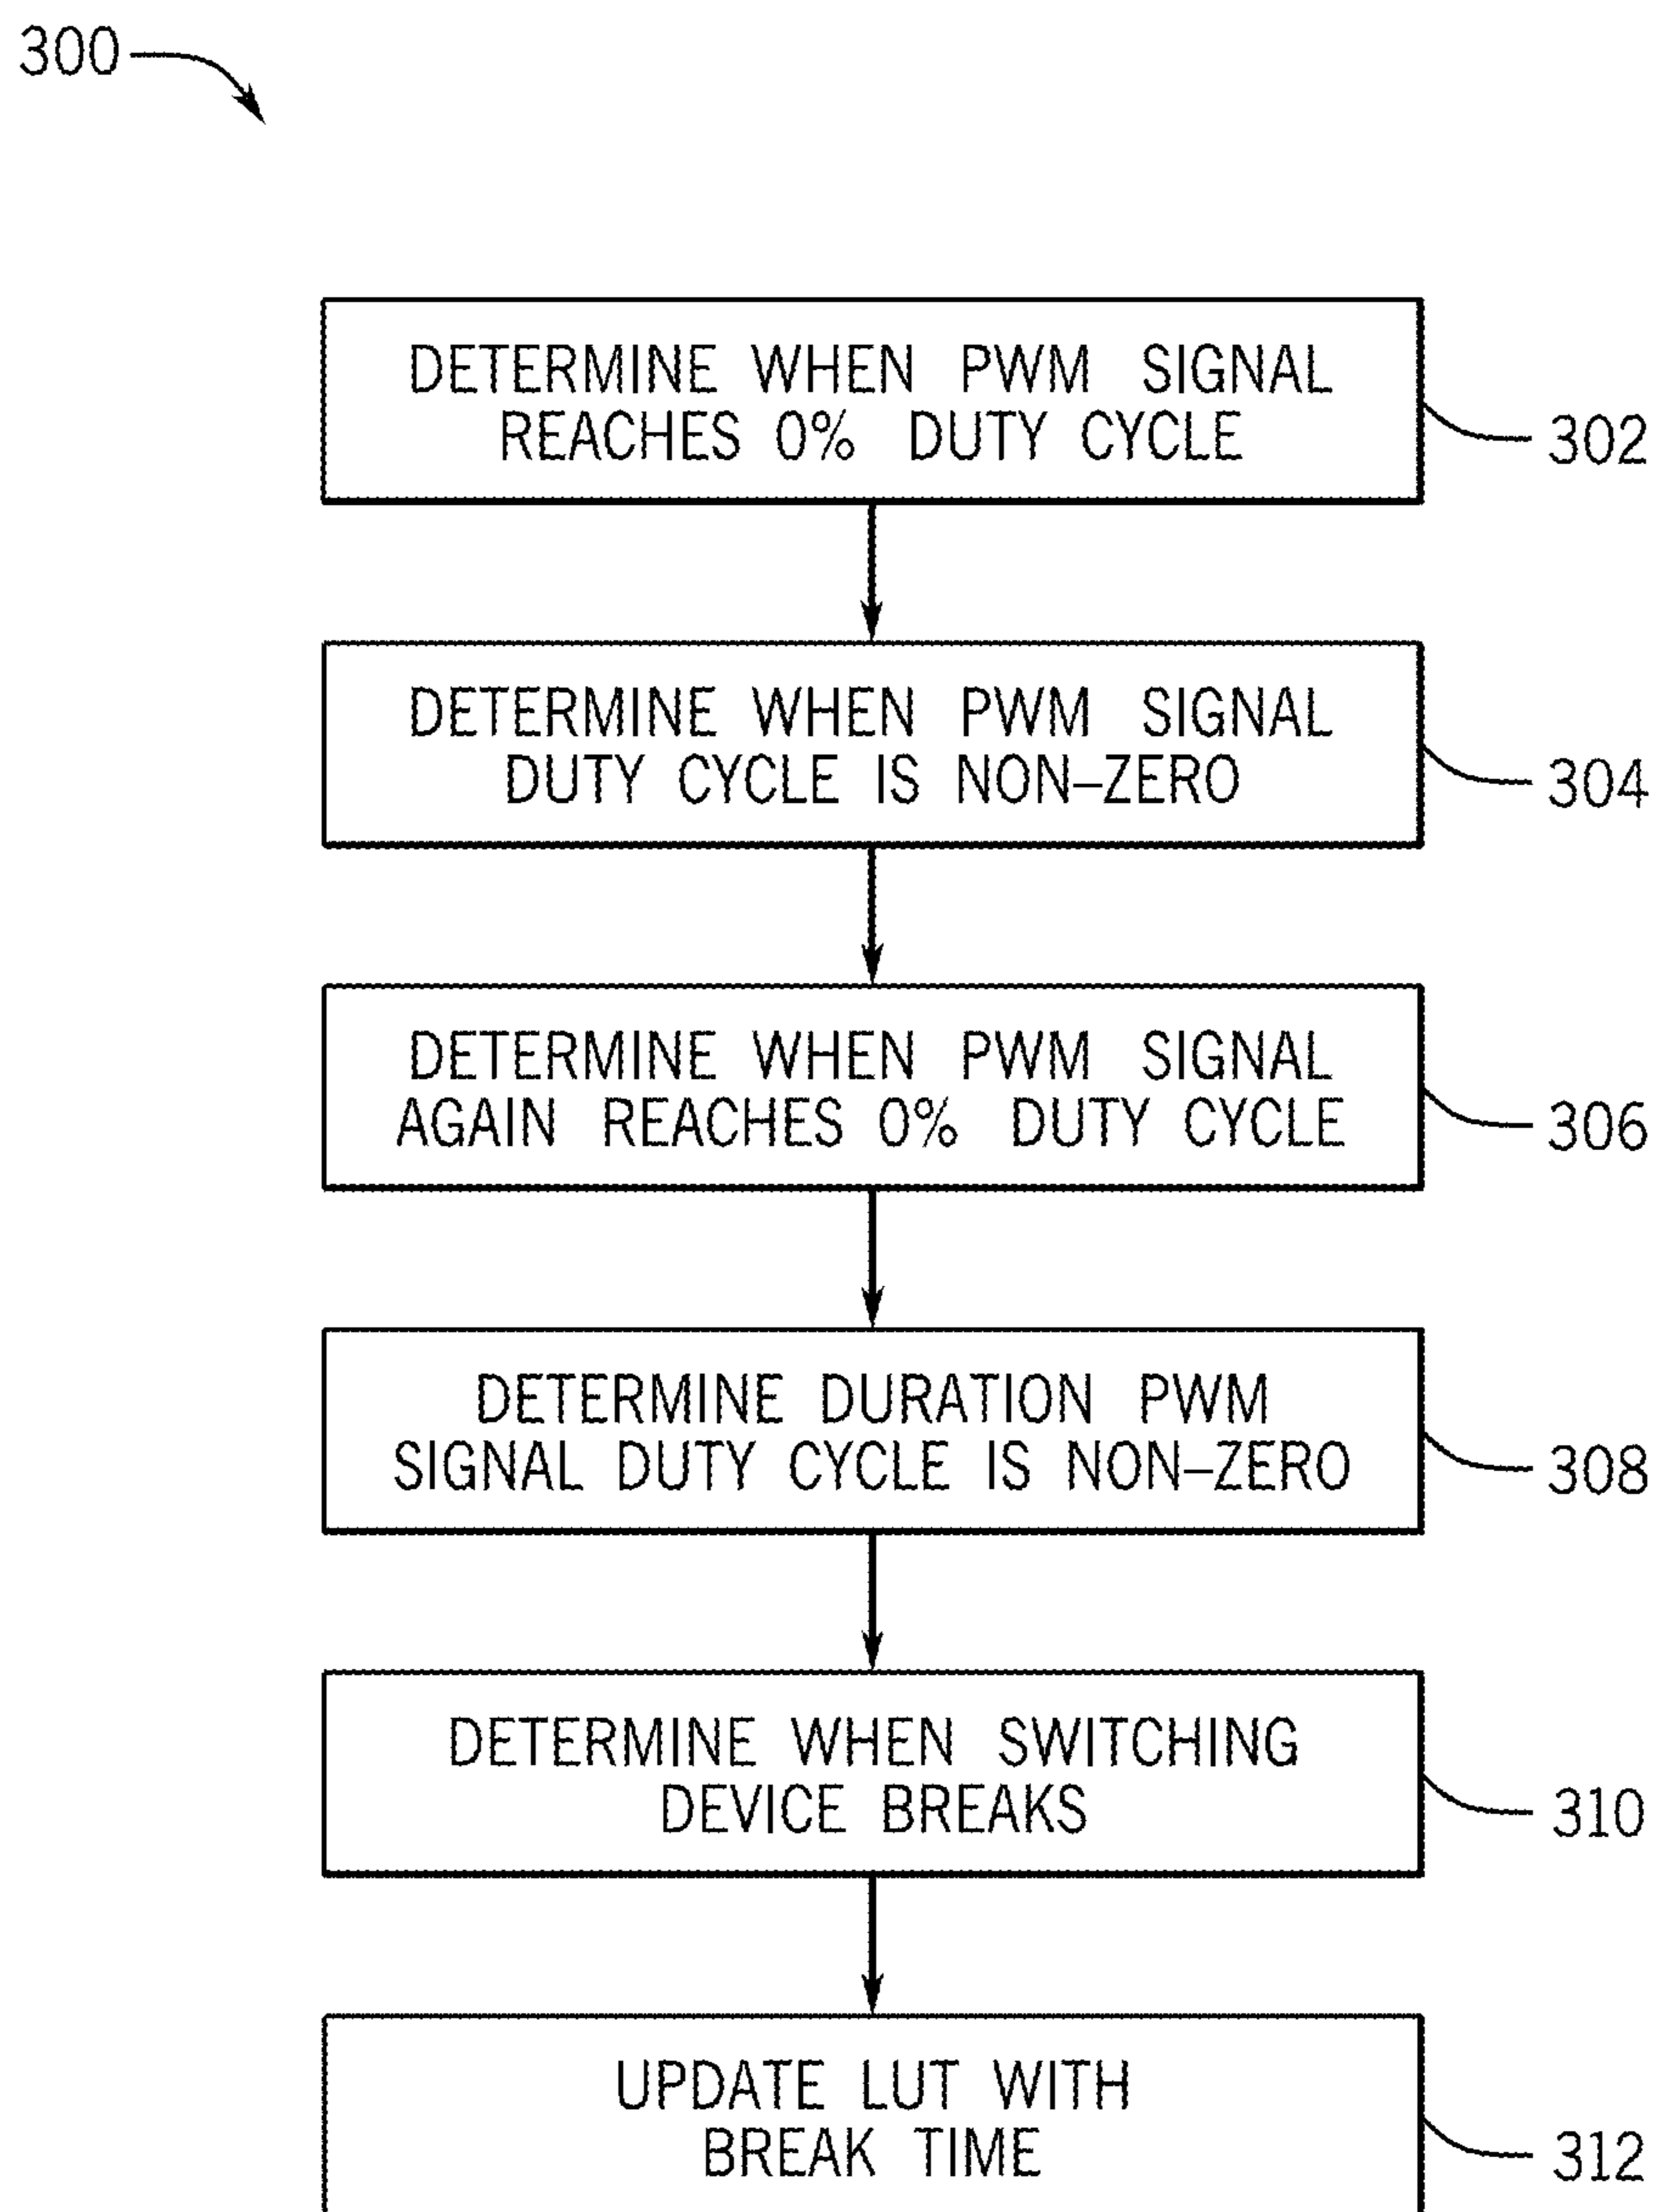 300
DETERMINE WHEN PWM SIGNAL
REACHES 0% DUTY CYCLE
302
DETERMINE WHEN PWM SIGNAL
DUTY CYCLE IS NON–ZERO
304
DETERMINE WHEN PWM SIGNAL
AGAIN REACHES 0% DUTY CYCLE
306
DETERMINE DURATION PWM
SIGNAL DUTY CYCLE IS NON–ZERO
308
DETERMINE WHEN SWITCHING
DEVICE BREAKS
310
UPDATE LUT WITH
BREAK TIME
312